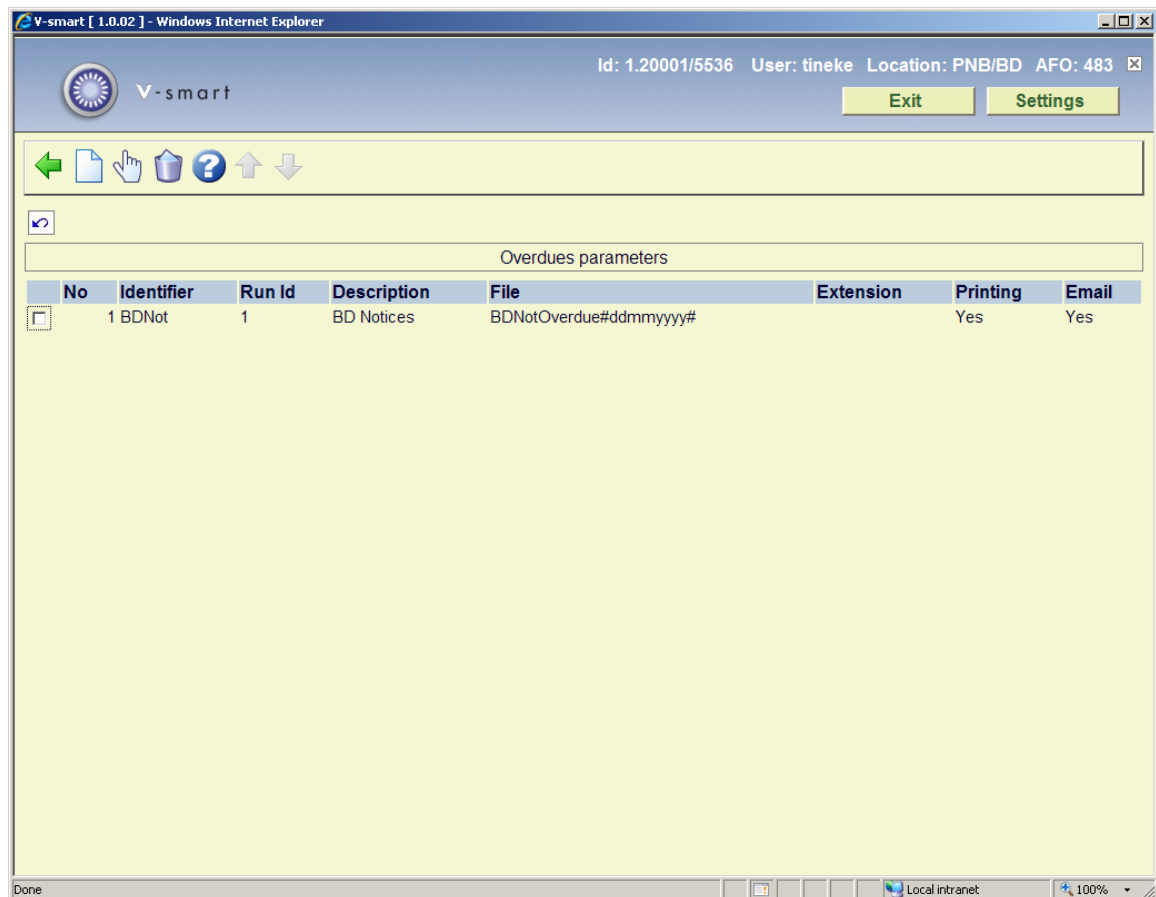 V-smart [ 1.0.02 ] - Windows Internet Explorer
Id: 1.20001/5536 User: tineke Location: PNB/BD AFO: 483
V-smart
Exit Settings
Overdues parameters
No Identifier Run Id Description File Extension Printing Email
1 BDNot 1 BD Notices BDNotOverdue#ddmmyyyy# Yes Yes
Done Local intranet 100%